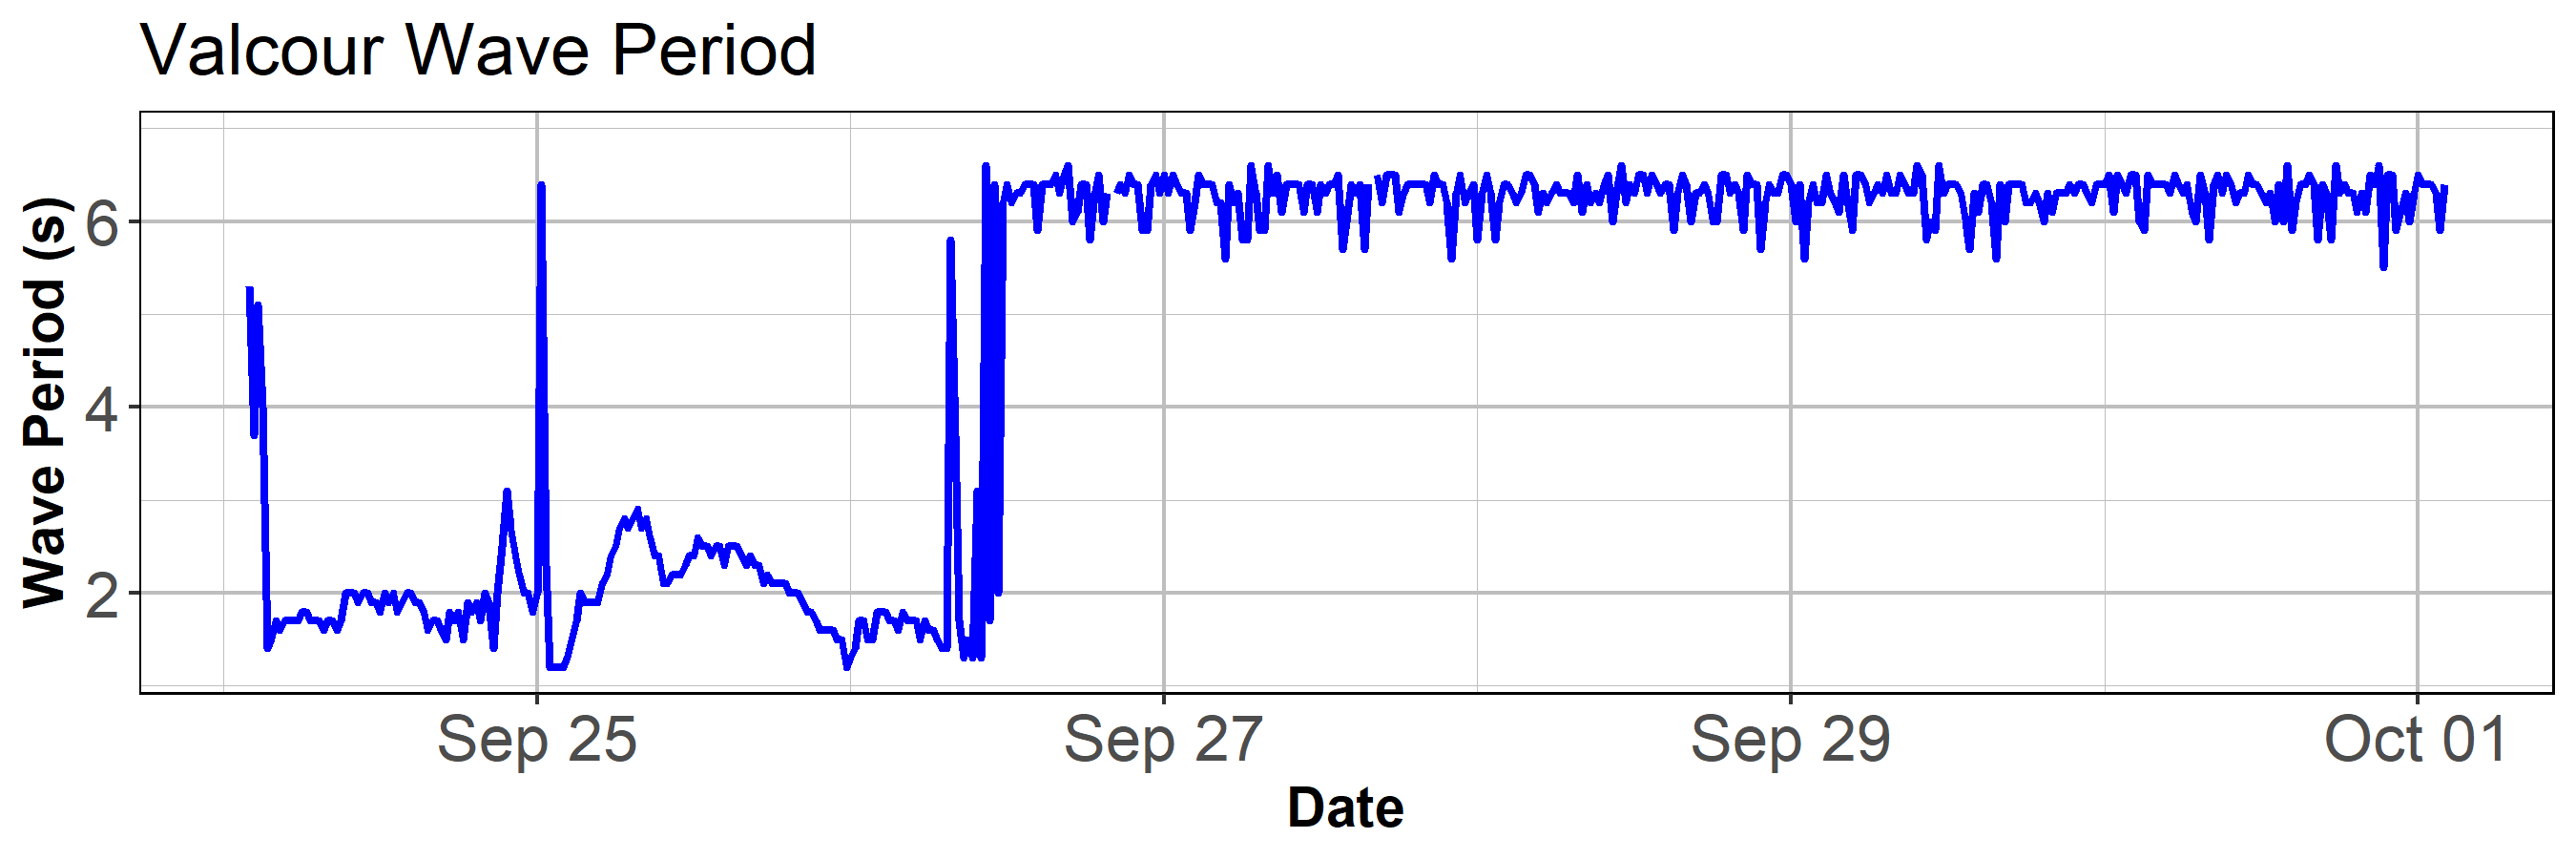 Valcour Wave Period
Wave Period (s)
6
4
2
Sep 25
Sep 27
Sep 29
Oct 01
Date